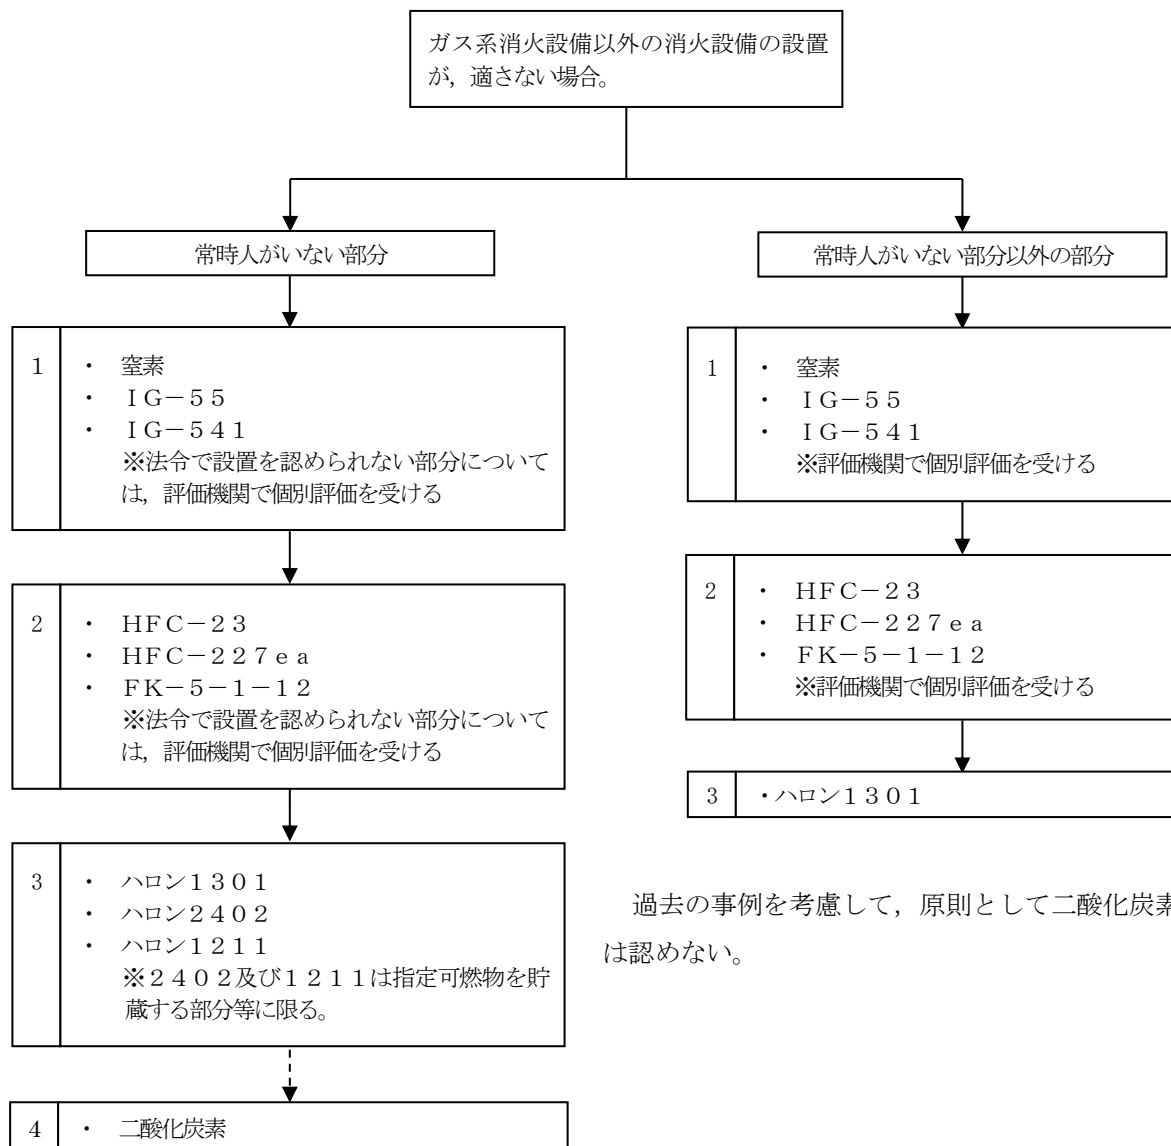 ガス系消火設備以外の消火設備の設置
が，適さない場合。
常時人がいない部分
1
・ 窒素
・ ＩＧ－５５
・ ＩＧ－541
※法令で設置を認められない部分について
は，評価機関で個別評価を受ける
2
・ ＨＦＣ－２３
・ ＨＦＣ－２２７ｅａ
・ ＦＫ－５－１－１２
※法令で設置を認められない部分について
は，評価機関で個別評価を受ける
3
・ ハロン１３０１
・ ハロン２４０２
・ ハロン１２１１
※２４０２及び１２１１は指定可燃物を貯
蔵する部分等に限る。
4
・ 二酸化炭素
常時人がいない部分以外の部分
1
・ 窒素
・ ＩＧ－５５
・ ＩＧ－541
※評価機関で個別評価を受ける
2
・ ＨＦＣ－２３
・ ＨＦＣ－２２７ｅａ
・ ＦＫ－５－１－１２
※評価機関で個別評価を受ける
3
・ハロン１３０１
過去の事例を考慮して，原則として二酸化炭素
は認めない。